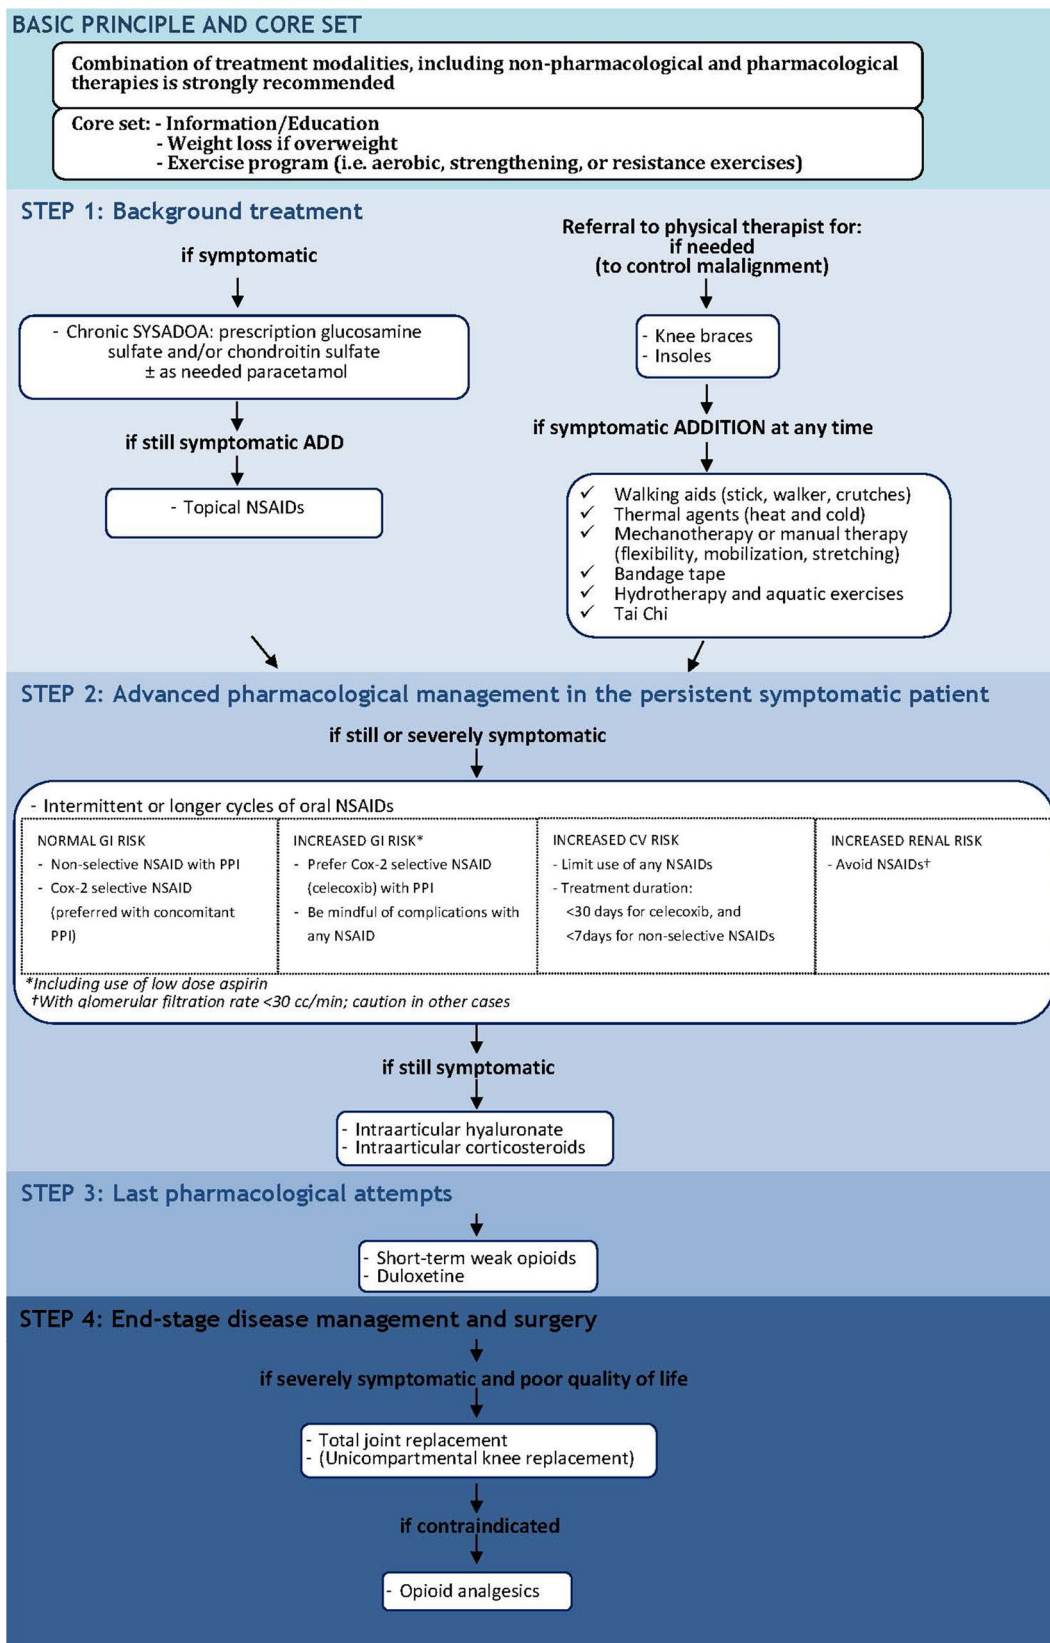 BASIC PRINCIPLE AND CORE SET
Combination of treatment modalities, including non-pharmacological and pharmacological
therapies is strongly recommended
Core set: - Information/Education
- Weight loss if overweight
- Exercise program (i.e. aerobic, strengthening, or resistance exercises)
STEP 1: Background treatment
if symptomatic
- Chronic SYSADOA: prescription glucosamine
sulfate and/or chondroitin sulfate
± as needed paracetamol
if still symptomatic ADD
- Topical NSAIDs
Referral to physical therapist for:
if needed
(to control malalignment)
- Knee braces
- Insoles
if symptomatic ADDITION at any time
✓ Walking aids (stick, walker, crutches)
✓ Thermal agents (heat and cold)
✓ Mechanotherapy or manual therapy
(flexibility, mobilization, stretching)
✓ Bandage tape
✓ Hydrotherapy and aquatic exercises
✓ Tai Chi
STEP 2: Advanced pharmacological management in the persistent symptomatic patient
if still or severely symptomatic
- Intermittent or longer cycles of oral NSAIDs
NORMAL GI RISK
- Non-selective NSAID with PPI
- Cox-2 selective NSAID
(preferred with concomitant
PPI)
INCREASED GI RISK*
- Prefer Cox-2 selective NSAID
(celecoxib) with PPI
- Be mindful of complications with
any NSAID
INCREASED CV RISK
- Limit use of any NSAIDs
- Treatment duration:
<30 days for celecoxib, and
<7days for non-selective NSAIDs
INCREASED RENAL RISK
- Avoid NSAIDs†
*Including use of low dose aspirin
†With glomerular filtration rate <30 cc/min; caution in other cases
if still symptomatic
- Intraarticular hyaluronate
- Intraarticular corticosteroids
STEP 3: Last pharmacological attempts
- Short-term weak opioids
- Duloxetine
STEP 4: End-stage disease management and surgery
if severely symptomatic and poor quality of life
- Total joint replacement
- (Unicompartmental knee replacement)
if contraindicated
- Opioid analgesics